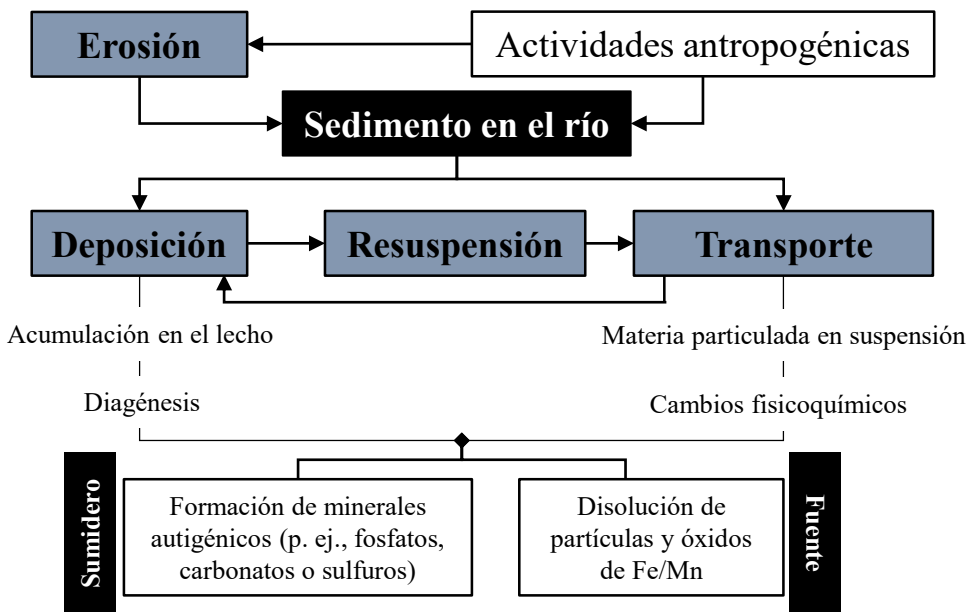 Erosión
Actividades antropogénicas
Sedimento en el río
Deposición
Resuspensión
Transporte
Acumulación en el lecho
Materia particulada en suspensión
Diagénesis
Cambios fisicoquímicos
Sumidero
Formación de minerales
autigénicos (p. ej., fosfatos,
carbonatos o sulfuros)
Disolución de
partículas y óxidos
de Fe/Mn
Fuente